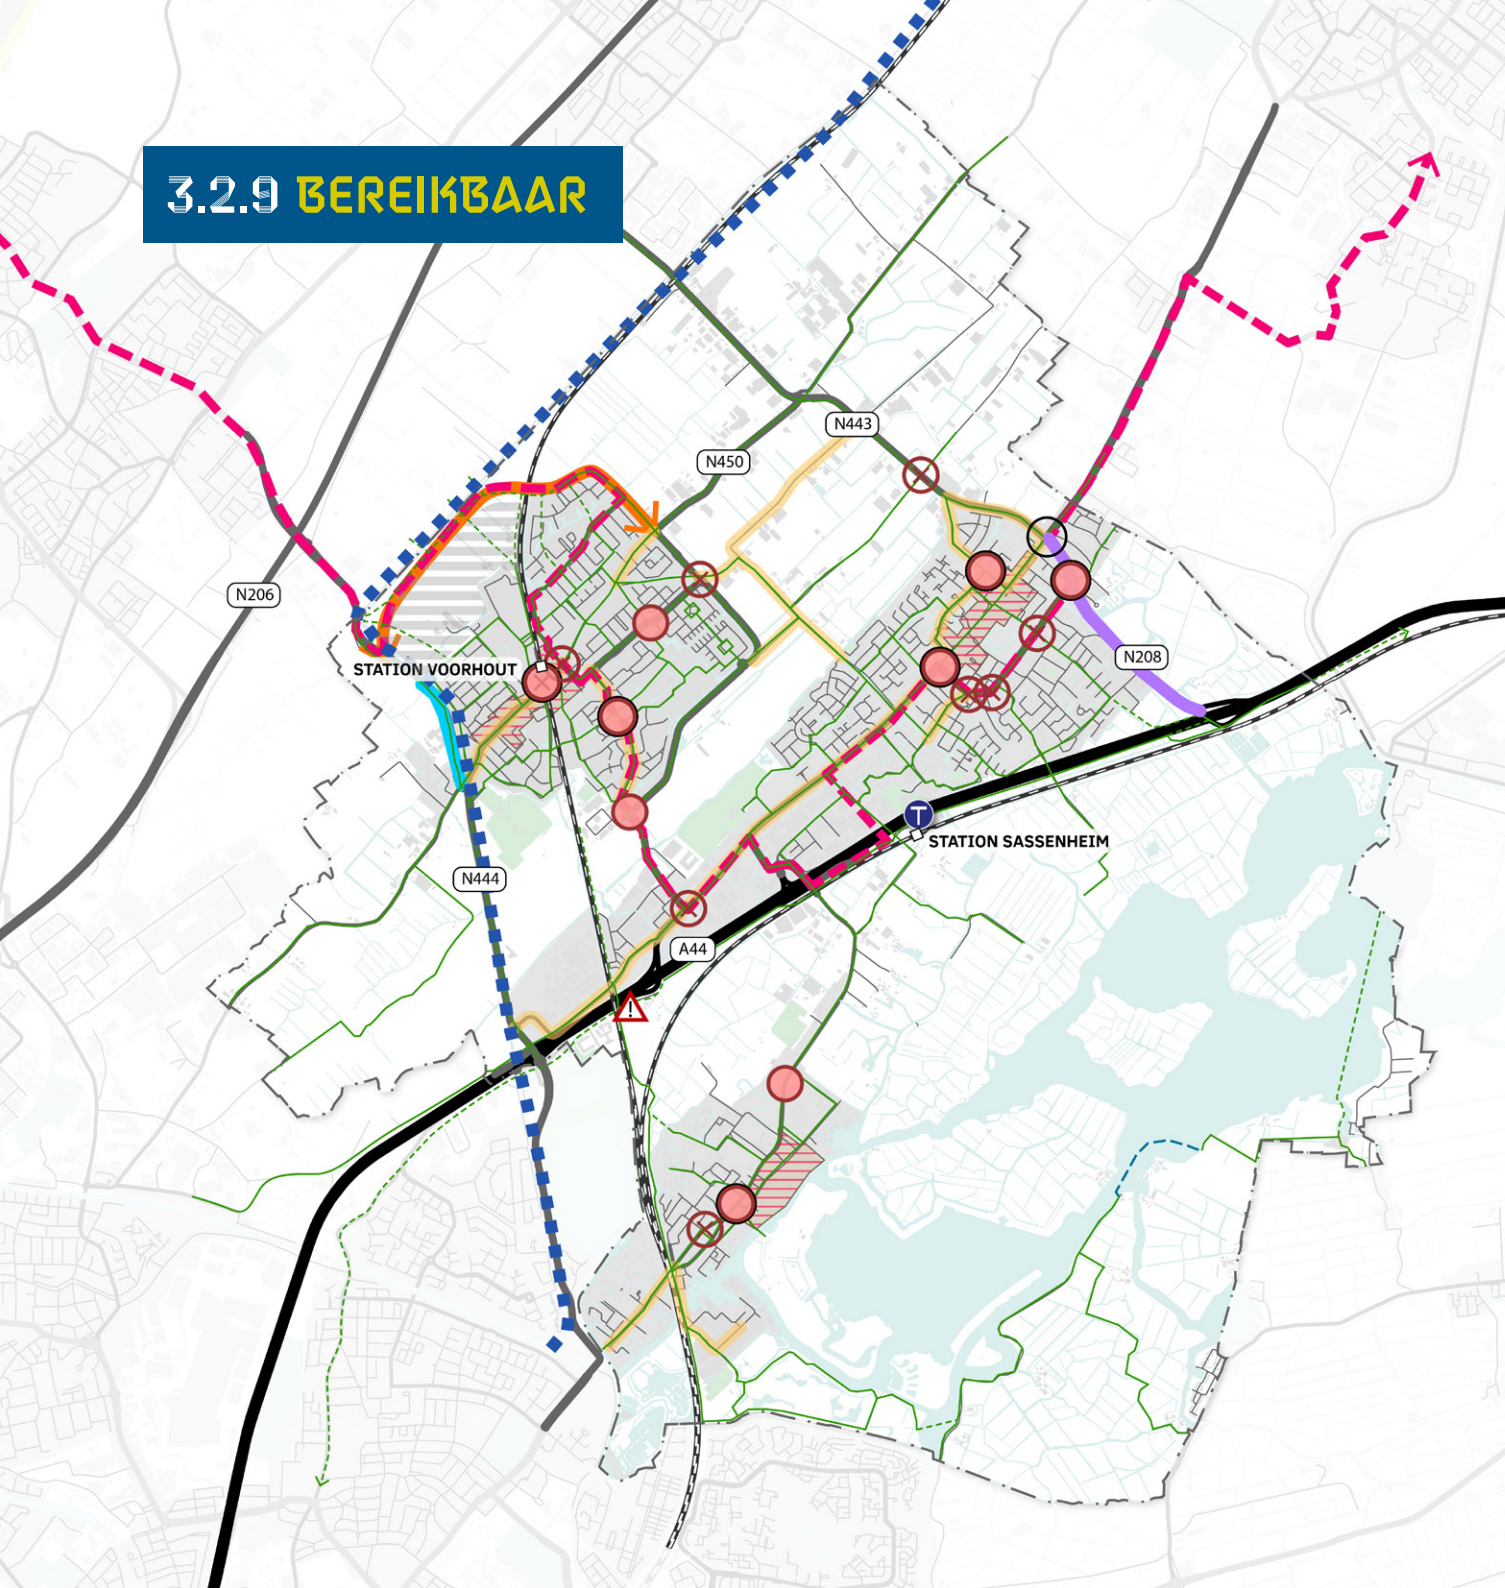 3.2.9 BEREIKBAAR
N443
N450
N206
N208
STATION VOORHOUT
T
STATION SASSENHEIM
N444
A44
!